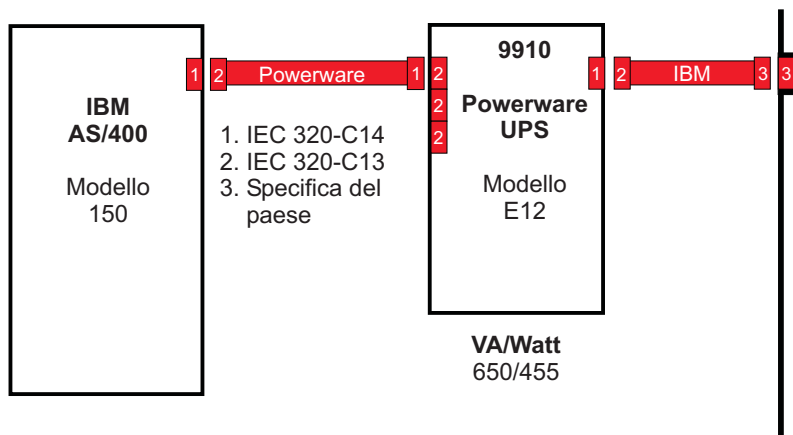 9910
1 2 Powerware 1 2 1 2 IBM 3 3
IBM
AS/400
2 Powerware
2 UPS
1. IEC 320-C14
2. IEC 320-C13
3. Specifica del
paese
Modello
150
Modello
E12
VA/Watt
650/455